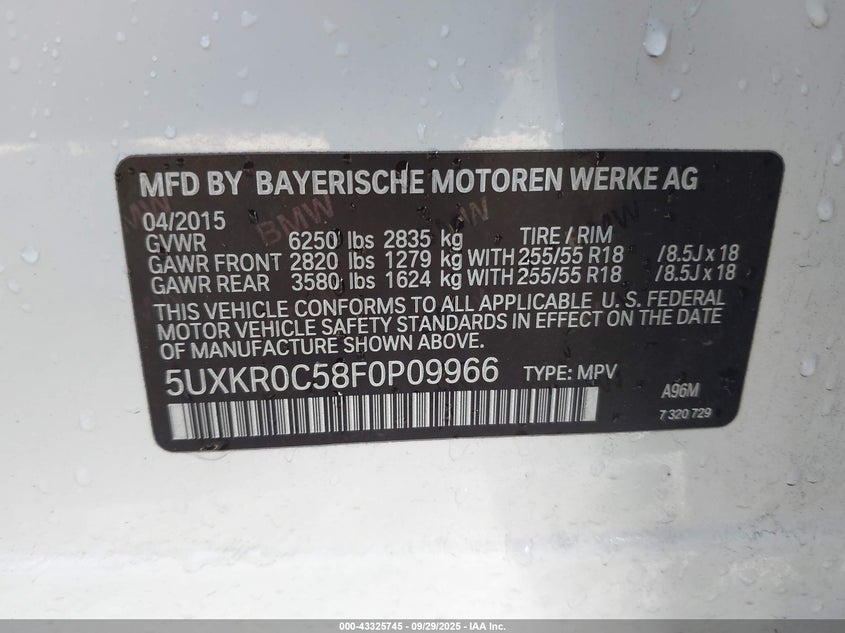 MFD BY BAYERISCHE MOTOREN WERKE AG
04/2015
GVWR 6250 lbs 2835 kg TIRE / RIM
GAWR FRONT 2820 lbs 1279 kg WITH 255/55 R18 /8.5J x 18
GAWR REAR 3580 lbs 1624 kg WITH 255/55 R18 /8.5J x 18
THIS VEHICLE CONFORMS TO ALL APPLICABLE U. S. FEDERAL
MOTOR VEHICLE SAFETY STANDARDS IN EFFECT ON THE DATE
OF MANUFACTURE SHOWN ABOVE.
5UXKR0C58F0P09966 TYPE: MPV
A96M
7 320 729
BMW
BMW
000-43325745 - 09/29/2025 - IAA Inc.